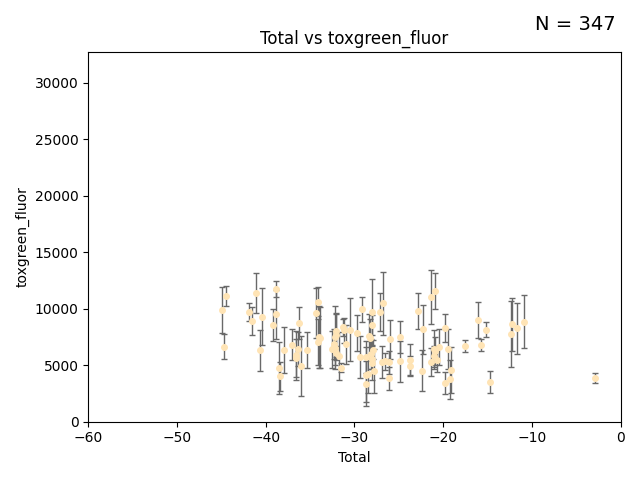 N = 347
Total vs toxgreen_fluor
30000
25000
20000
15000
10000
5000
0
toxgreen_fluor
−60 −50 −40 −30 −20 −10 0
Total